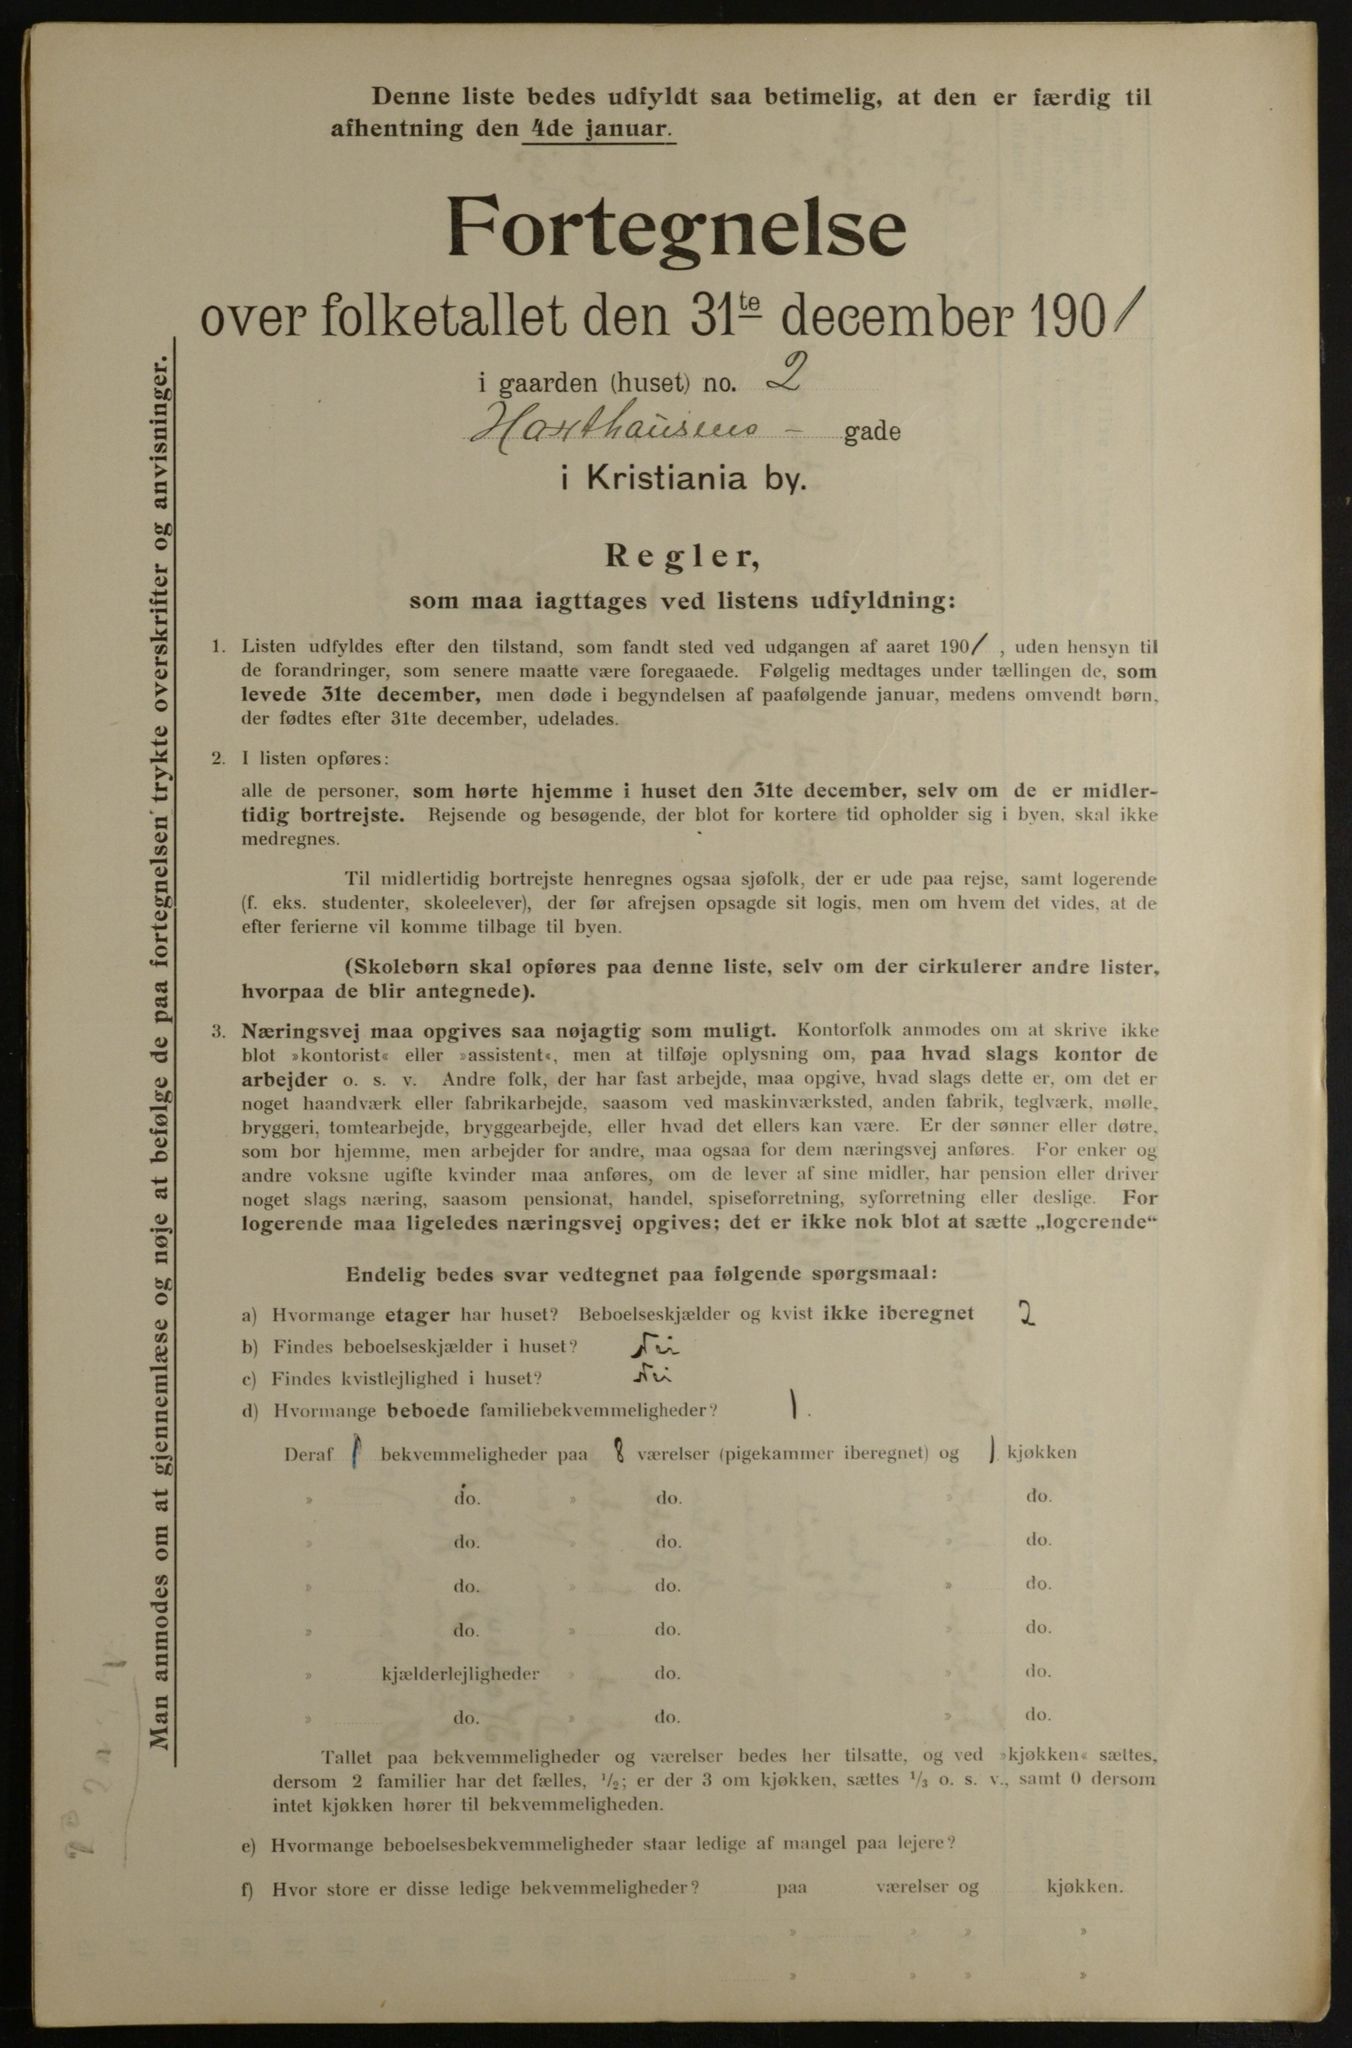 Denne liste bedes udfyldt saa betimelig, at den er færdig til
afhentning den 4de januar.
Fortegnelse
over folketallet den 31te december 1901
i gaarden (huset) no. 2
Haxthausens - gade
i Kristiania by.
Regler,
som maa iagttages ved listens udfyldning:
1. Listen udfyldes efter den tilstand, som fandt sted ved udgangen af aaret 1901, uden hensyn til
de forandringer, som senere maatte være foregaaede. Følgelig medtages under tællingen de, som
levede 31te december, men døde i begyndelsen af paafølgende januar, medens omvendt børn,
der fødtes efter 31te december, udelades.
2. I listen opføres:
alle de personer, som hørte hjemme i huset den 31te december, selv om de er midler-
tidig bortrejste. Rejsende og besøgende, der blot for kortere tid opholder sig i byen, skal ikke
medregnes.
Til midlertidig bortrejste henregnes ogsaa sjøfolk, der er ude paa rejse, samt logerende
(f. eks. studenter, skoleelever), der før afrejsen opsagde sit logis, men om hvem det vides, at de
efter ferierne vil komme tilbage til byen.
(Skolebørn skal opføres paa denne liste, selv om der cirkulerer andre lister,
hvorpaa de blir antegnede).
3. Næringsvej maa opgives saa nøjagtig som muligt. Kontorfolk anmodes om at skrive ikke
blot »kontorist« eller »assistent«, men at tilføje oplysning om, paa hvad slags kontor de
arbejder o. s. v. Andre folk, der har fast arbejde, maa opgive, hvad slags dette er, om det er
noget haandværk eller fabrikarbejde, saasom ved maskinværksted, anden fabrik, teglværk, mølle,
bryggeri, tomtearbejde, bryggearbejde, eller hvad det ellers kan være. Er der sønner eller døtre,
som bor hjemme, men arbejder for andre, maa ogsaa for dem næringsvej anføres. For enker og
andre voksne ugifte kvinder maa anføres, om de lever af sine midler, har pension eller driver
noget slags næring, saasom pensionat, handel, spiseforretning, syforretning eller deslige. For
logerende maa ligeledes næringsvej opgives; det er ikke nok blot at sætte „logerende“
Endelig bedes svar vedtegnet paa følgende spørgsmaal:
a) Hvormange etager har huset? Beboelseskjælder og kvist ikke iberegnet 2
b) Findes beboelseskjælder i huset? Nei
c) Findes kvistlejlighed i huset? Nei
d) Hvormange beboede familiebekvemmeligheder? 1.
Deraf 1 bekvemmeligheder paa 8 værelser (pigekammer iberegnet) og 1 kjøkken
» do. » do. » do.
» do. » do. » do.
» do. » do. » do.
» do. » do. » do.
» kjælderlejligheder » do. » do.
» do. » do. » do.
Tallet paa bekvemmeligheder og værelser bedes her tilsatte, og ved »kjøkken« sættes,
dersom 2 familier har det fælles, 1/2; er der 3 om kjøkken, sættes 1/3 o. s. v., samt 0 dersom
intet kjøkken hører til bekvemmeligheden.
e) Hvormange beboelsesbekvemmeligheder staar ledige af mangel paa lejere?
f) Hvor store er disse ledige bekvemmeligheder? paa værelser og kjøkken.
» » » »
» » » »
Man anmodes om at gjennemlæse og nøje at befølge de paa fortegnelsen trykte overskrifter og anvisninger.